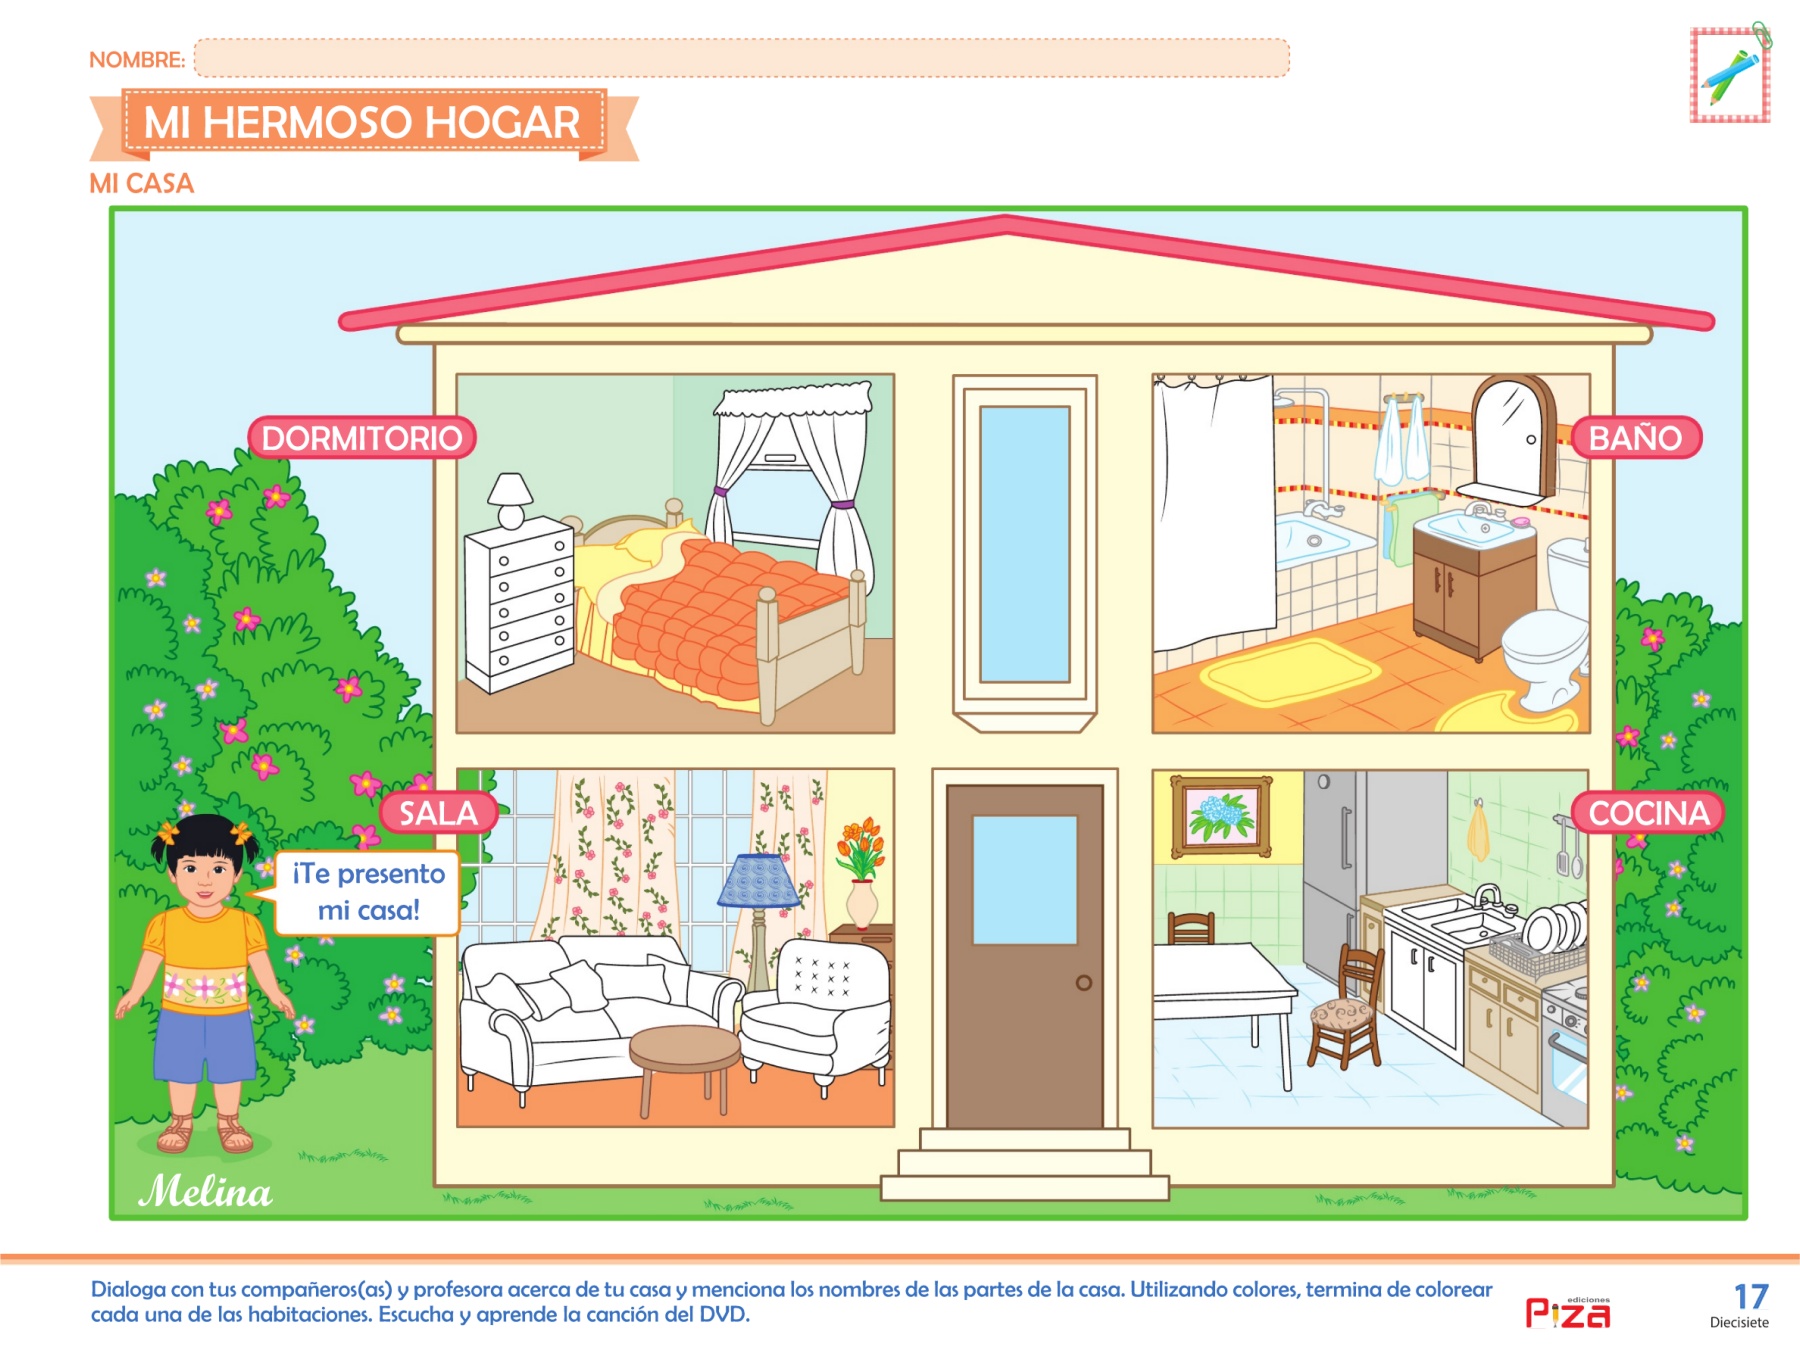 NOMBRE:
MI HERMOSO HOGAR
MI CASA
DORMITORIO
BAÑO
SALA
COCINA
¡Te presento
mi casa!
Melina
Dialoga con tus compañeros(as) y profesora acerca de tu casa y menciona los nombres de las partes de la casa. Utilizando colores, termina de colorear
cada una de las habitaciones. Escucha y aprende la canción del DVD.
ediciones
Piza
17
Diecisiete